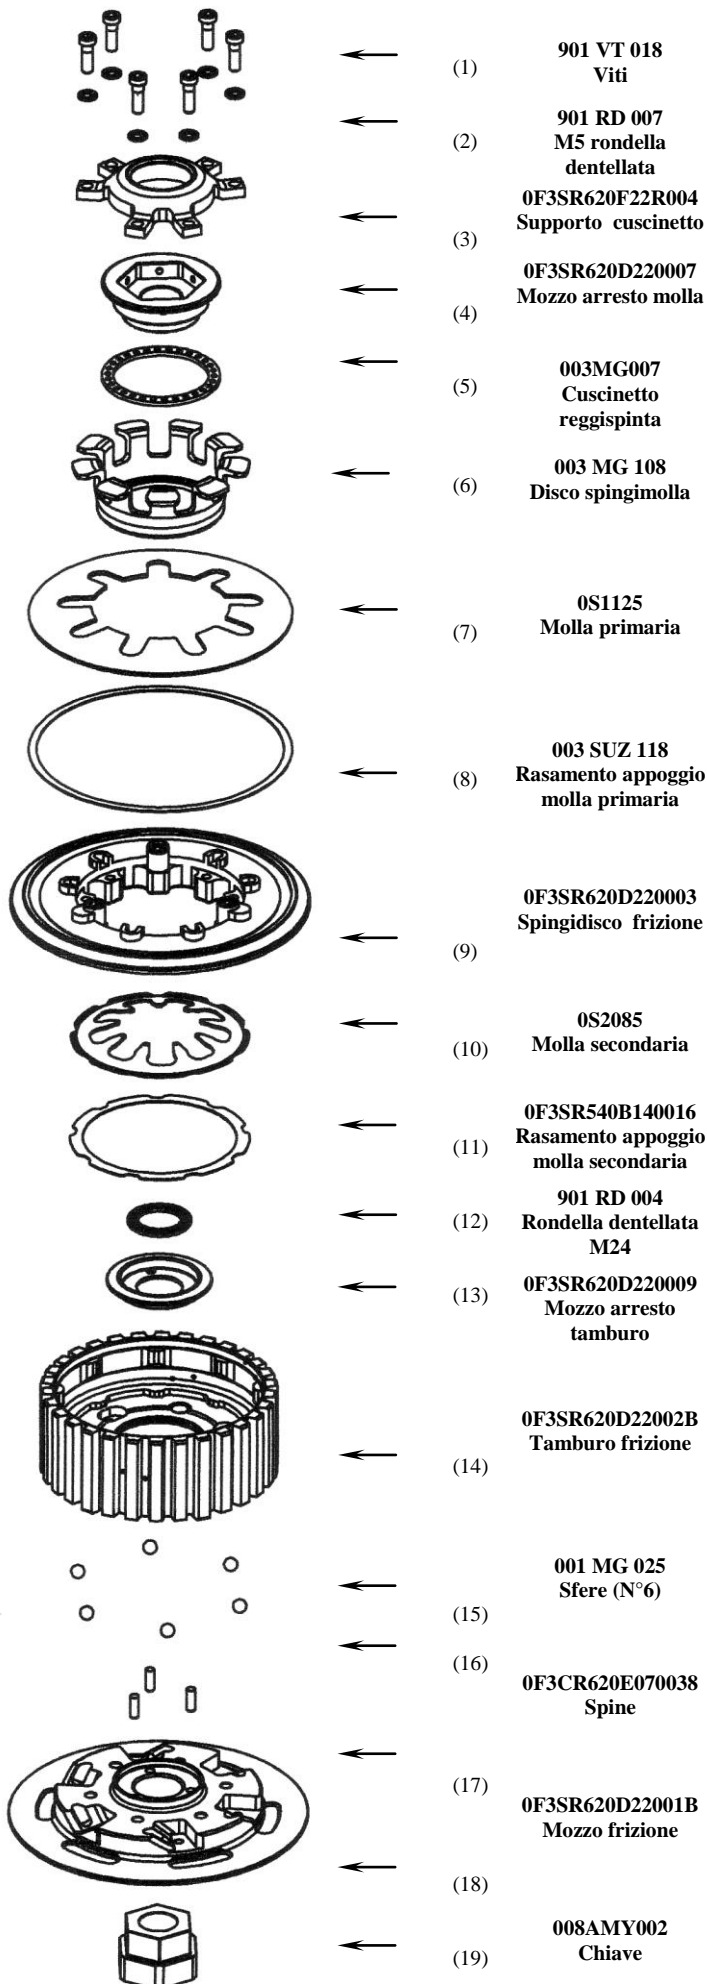 (1)
901 VT 018
Viti
(2)
901 RD 007
M5 rondella
dentellata
(3)
0F3SR620F22R004
Supporto cuscinetto
(4)
0F3SR620D220007
Mozzo arresto molla
(5)
003MG007
Cuscinetto
reggispinta
(6)
003 MG 108
Disco spingimolla
(7)
0S1125
Molla primaria
(8)
003 SUZ 118
Rasamento appoggio
molla primaria
(9)
0F3SR620D220003
Spingidisco frizione
(10)
0S2085
Molla secondaria
(11)
0F3SR540B140016
Rasamento appoggio
molla secondaria
(12)
901 RD 004
Rondella dentellata
M24
(13)
0F3SR620D220009
Mozzo arresto
tamburo
(14)
0F3SR620D22002B
Tamburo frizione
(15)
001 MG 025
Sfere (N°6)
(16)
0F3CR620E070038
Spine
(17)
0F3SR620D22001B
Mozzo frizione
(18)
(19)
008AMY002
Chiave